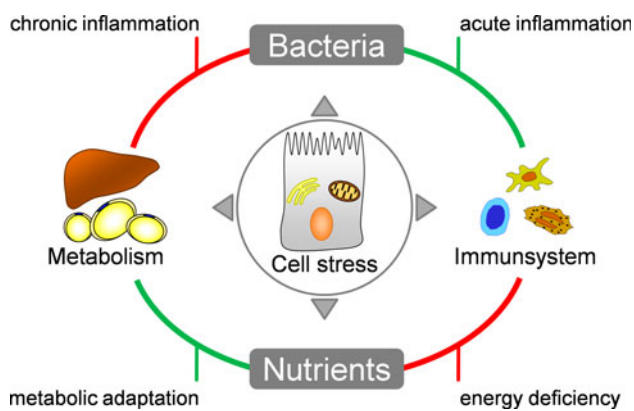 chronic inflammation
acute inflammation
Bacteria
Metabolism
Cell stress
Immunsystem
Nutrients
metabolic adaptation
energy deficiency